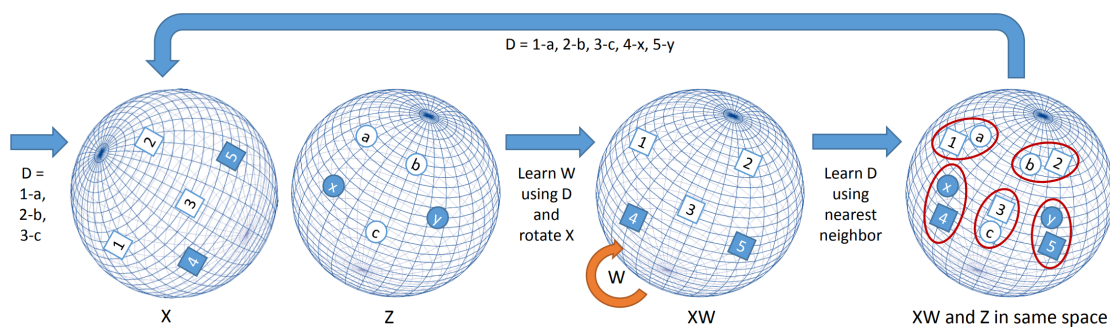 D = 1-a, 2-b, 3-c, 4-x, 5-y
D =
1-a,
2-b,
3-c
2
5
3
1
4
X
a
b
x
y
c
Z
Learn W
using D
and
rotate X
1
2
3
4
5
W
XW
Learn D
using
nearest
neighbor
1 a
b 2
x
4
3
c
y
5
XW and Z in same space